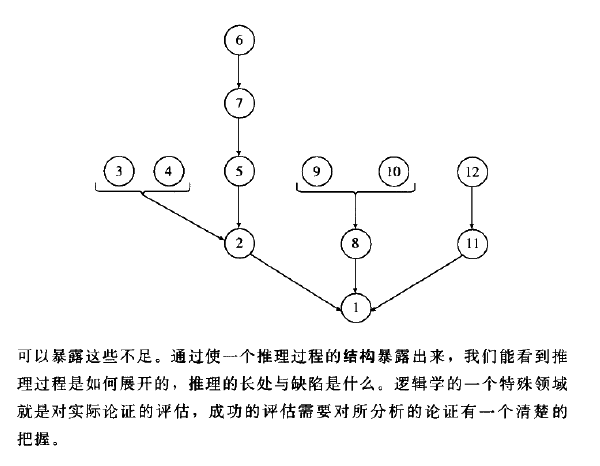 6
7
3 4 5 9 10 12
2 8 11
1
可以暴露这些不足。通过使一个推理过程的结构暴露出来，我们能看到推
理过程是如何展开的，推理的长处与缺陷是什么。逻辑学的一个特殊领域
就是对实际论证的评估，成功的评估需要对所分析的论证有一个清楚的
把握。